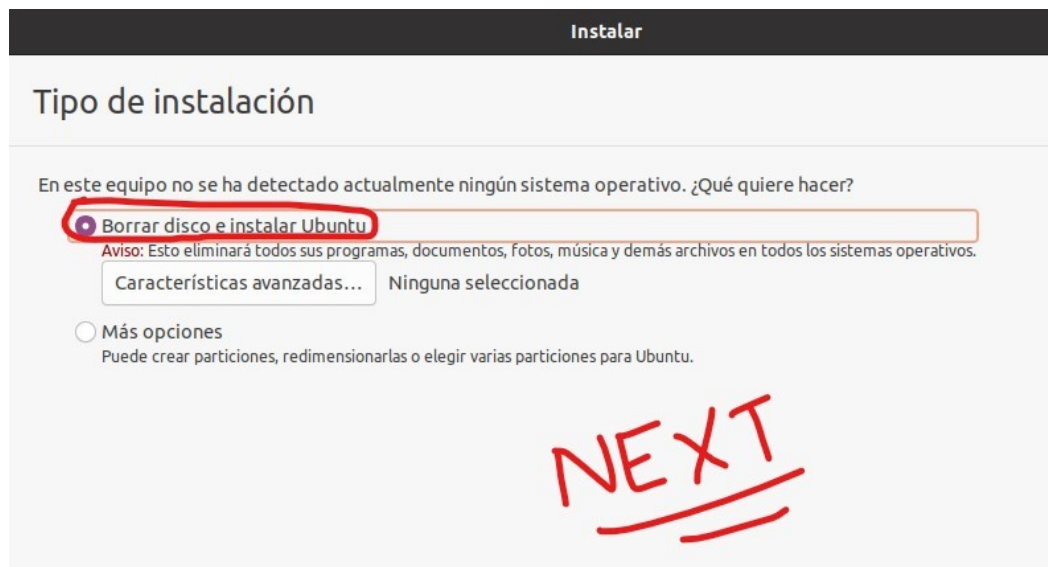 Instalar
Tipo de instalación
En este equipo no se ha detectado actualmente ningún sistema operativo. ¿Qué quiere hacer?
Borrar disco e instalar Ubuntu
Aviso: Esto eliminará todos sus programas, documentos, fotos, música y demás archivos en todos los sistemas operativos.
Características avanzadas... Ninguna seleccionada
Más opciones
Puede crear particiones, redimensionarlas o elegir varias particiones para Ubuntu.
NEXT